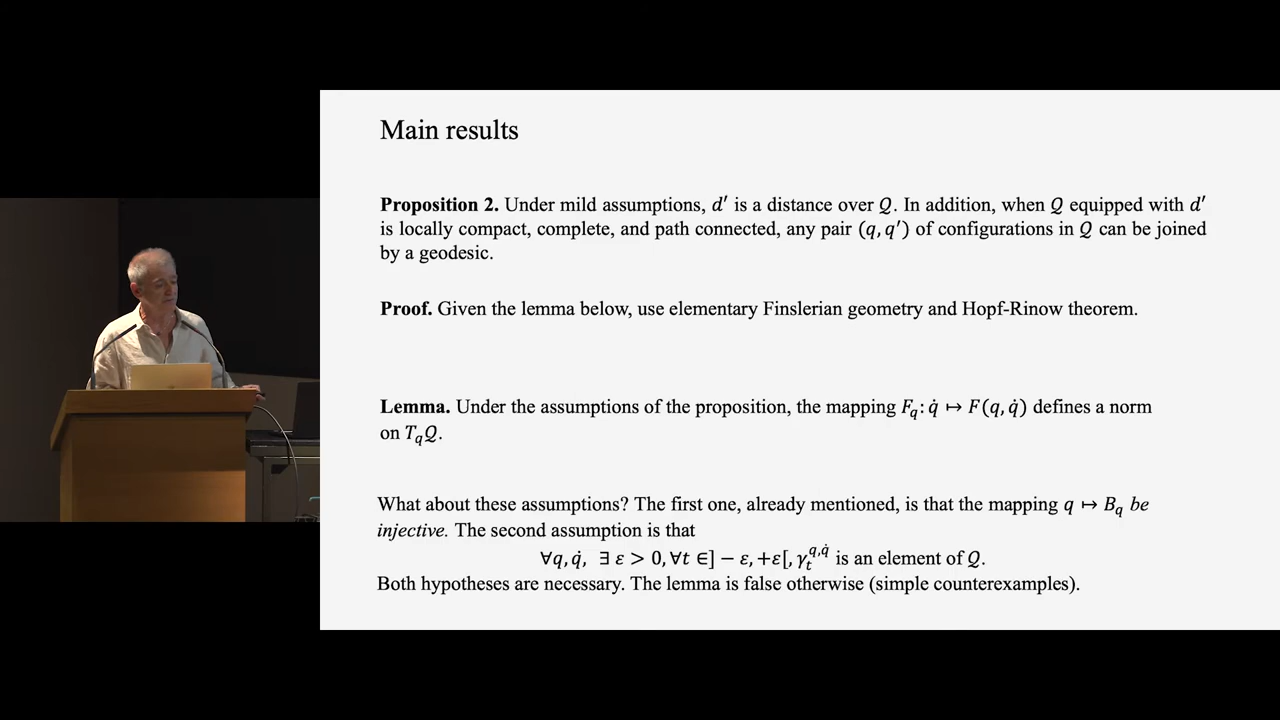 Main results
Proposition 2. Under mild assumptions, d′ is a distance over Q. In addition, when Q equipped with d′
is locally compact, complete, and path connected, any pair (q, q′) of configurations in Q can be joined
by a geodesic.
Proof. Given the lemma below, use elementary Finslerian geometry and Hopf-Rinow theorem.
Lemma. Under the assumptions of the proposition, the mapping F_q: q̇ ↦ F(q, q̇) defines a norm
on T_qQ.
What about these assumptions? The first one, already mentioned, is that the mapping q ↦ B_q be
injective. The second assumption is that
∀q, q̇, ∃ ε > 0, ∀t ∈] − ε, +ε[, γ_t^{q,q̇} is an element of Q.
Both hypotheses are necessary. The lemma is false otherwise (simple counterexamples).